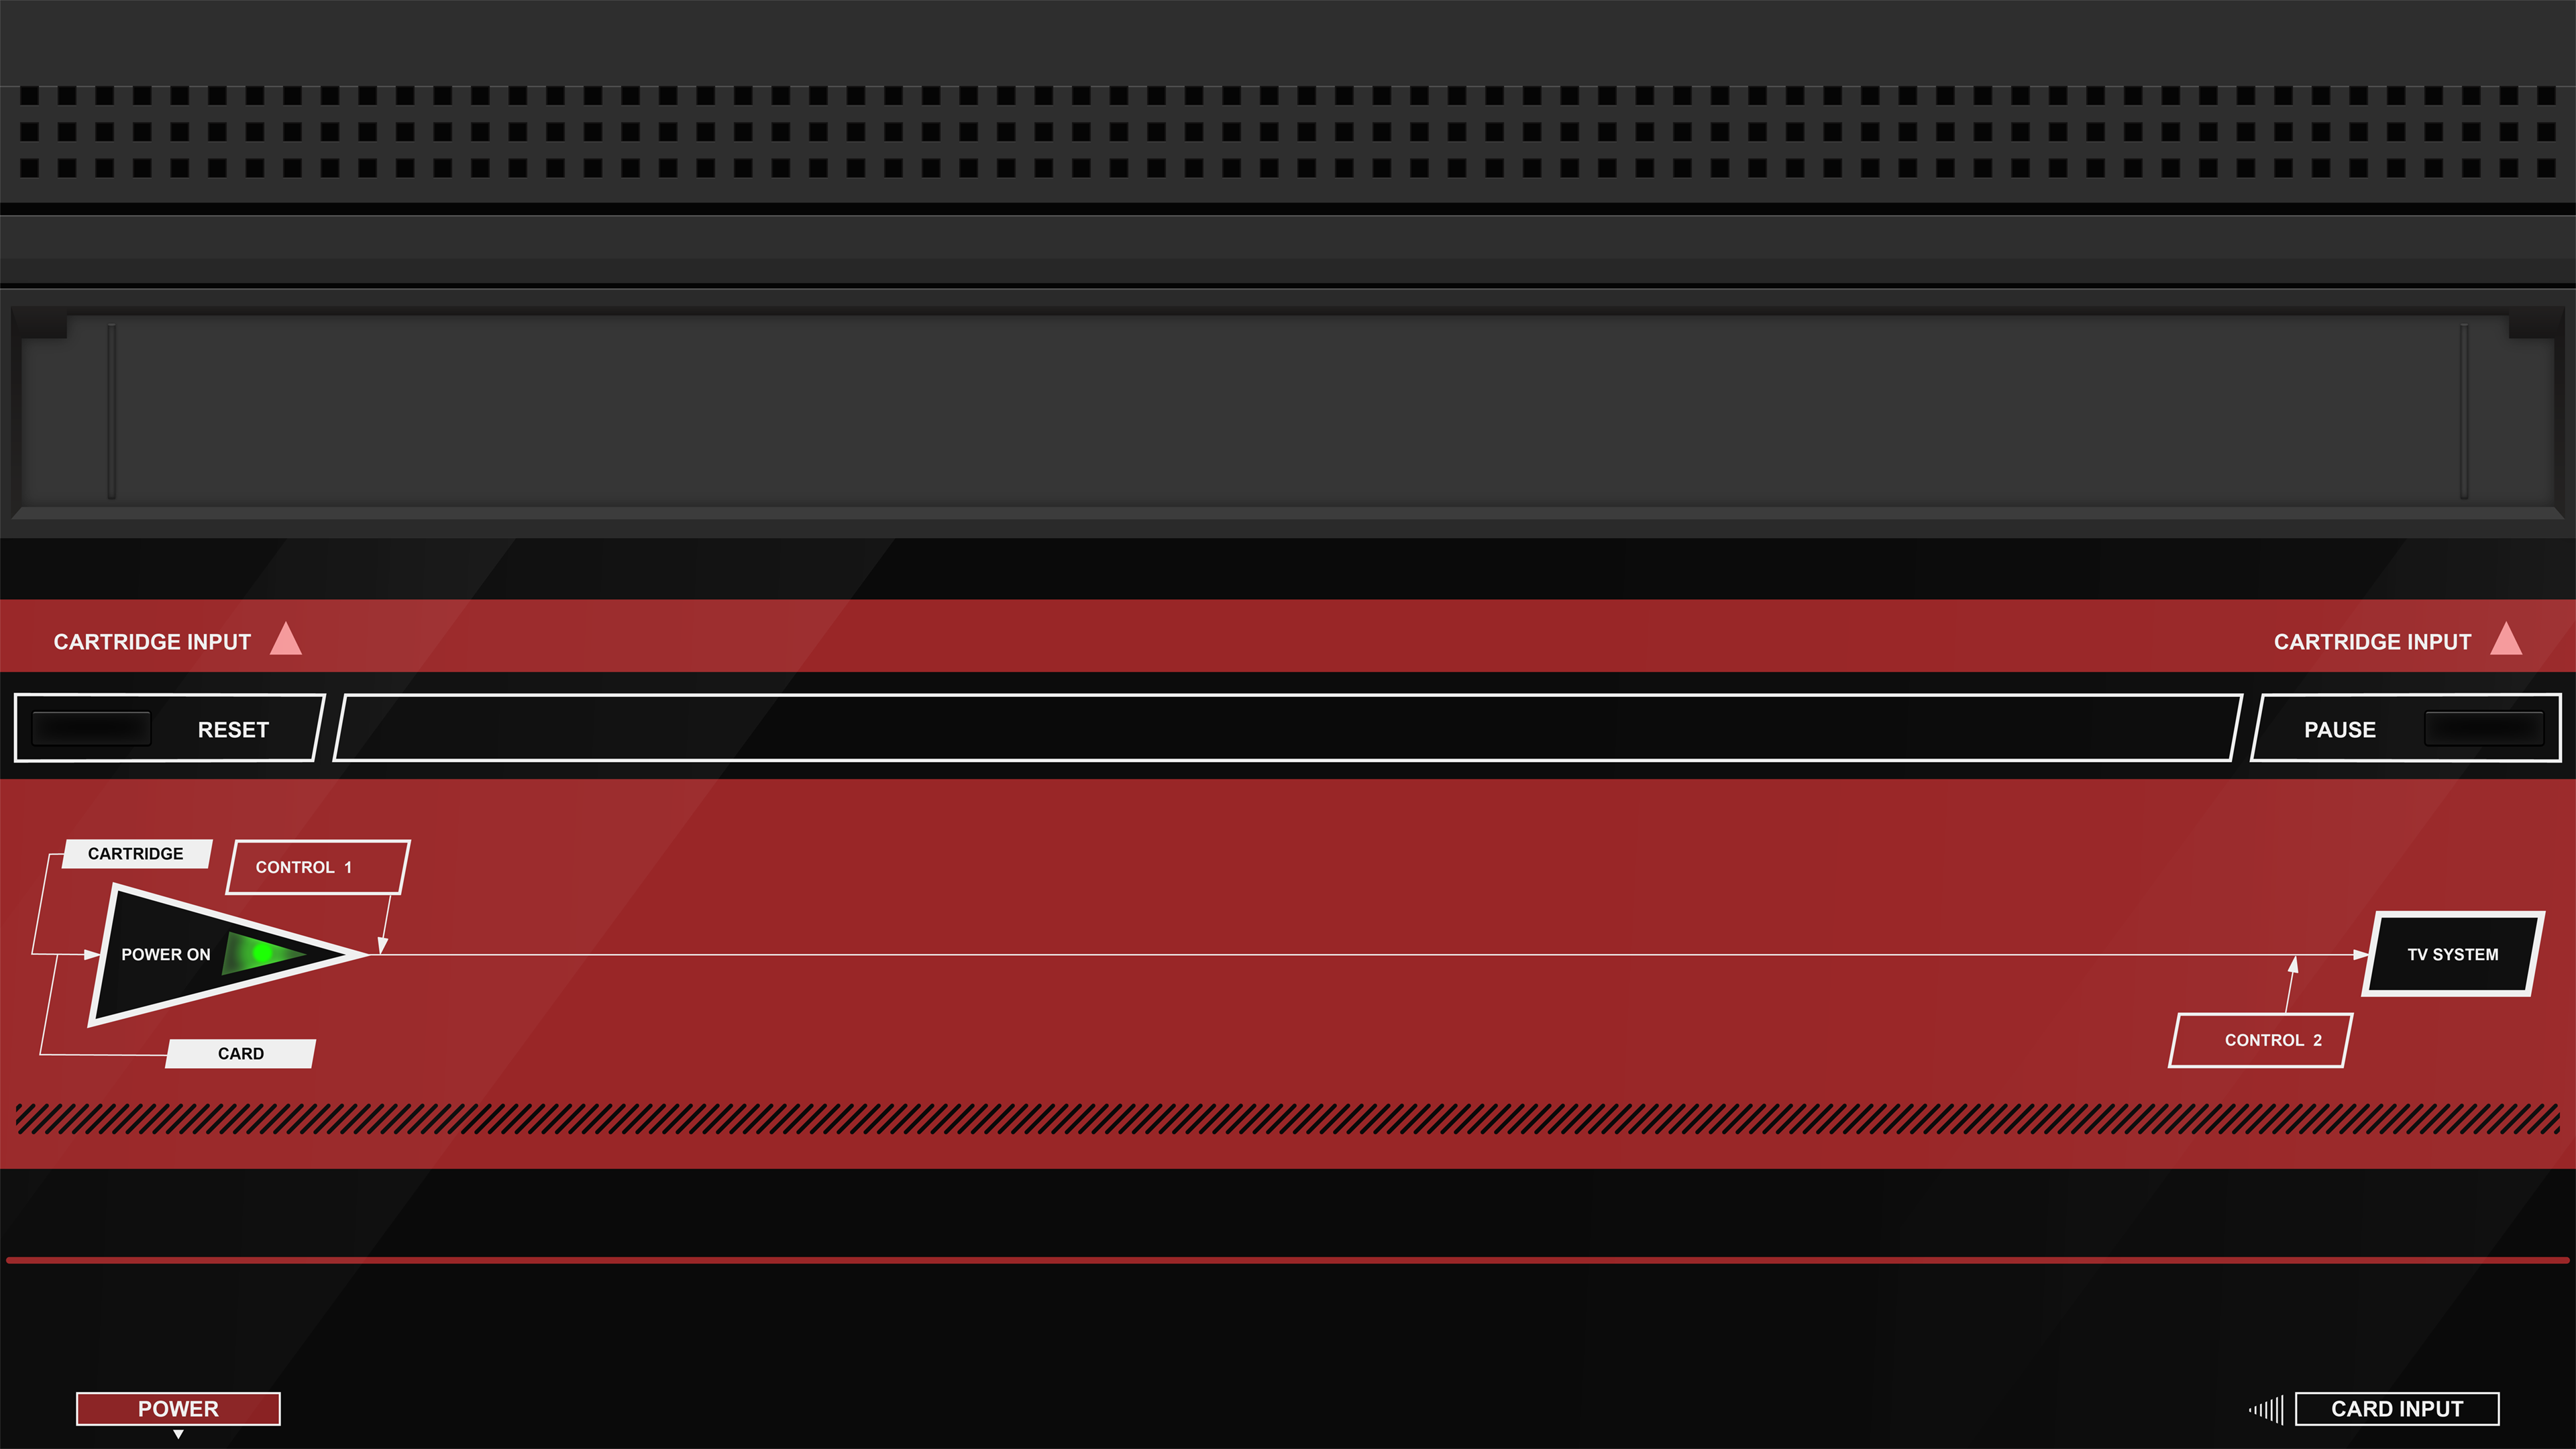 CARTRIDGE INPUT
CARTRIDGE INPUT
RESET
PAUSE
CARTRIDGE
CONTROL 1
POWER ON
TV SYSTEM
CARD
CONTROL 2
POWER
CARD INPUT